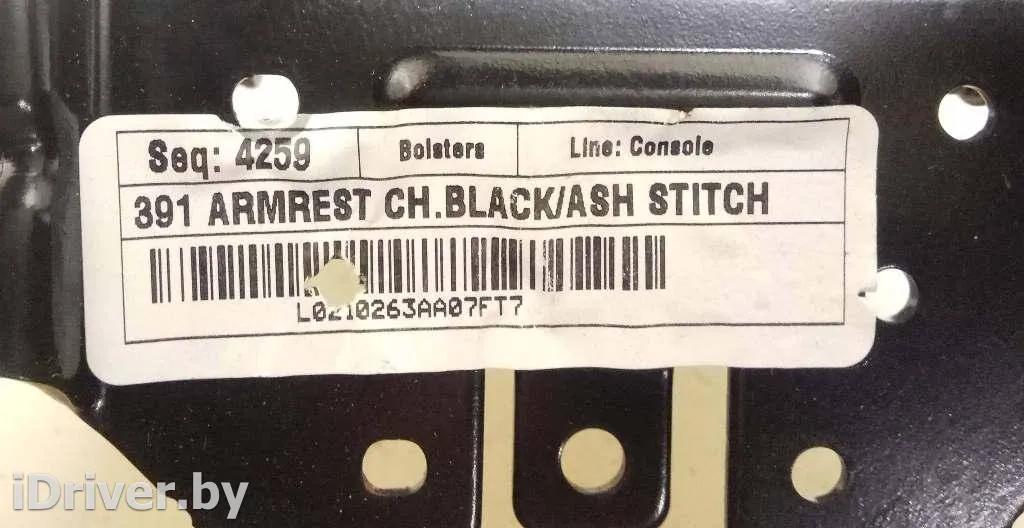 Seq: 4259 Bolsters Line: Console
391 ARMREST CH.BLACK/ASH STITCH
L0210263AA07FT7
iDriver.by